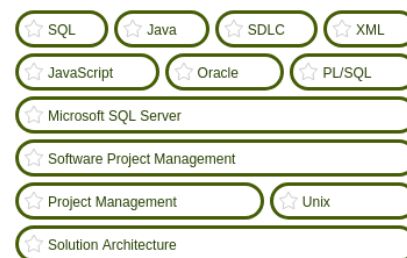 SQL Java SDLC XML
JavaScript Oracle PL/SQL
Microsoft SQL Server
Software Project Management
Project Management Unix
Solution Architecture